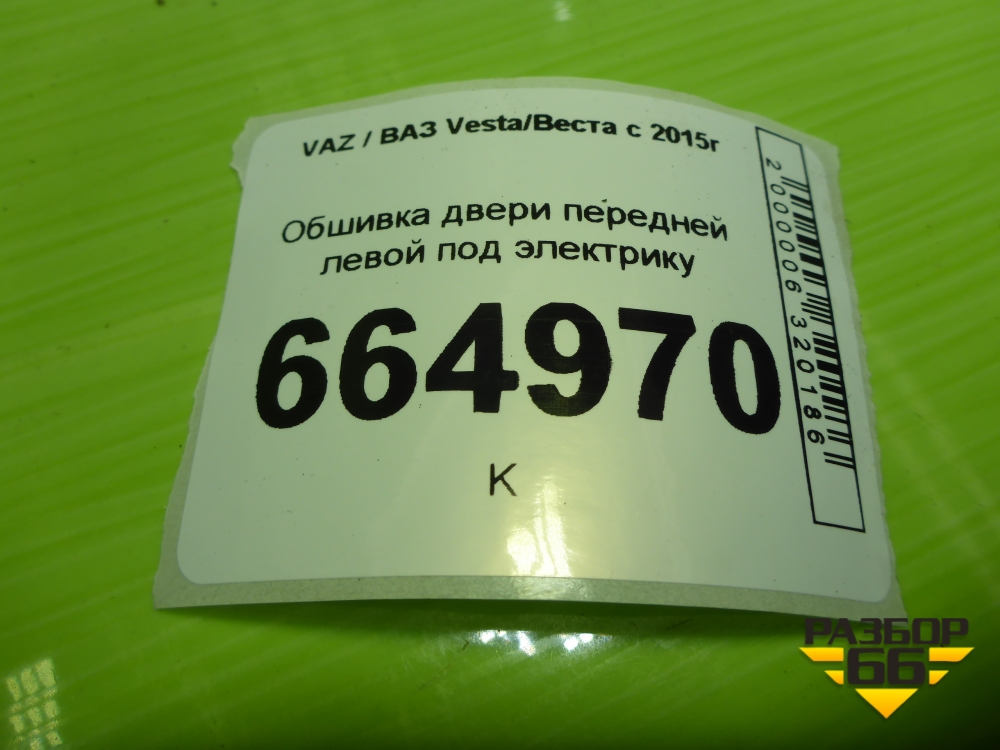 VAZ / ВАЗ Vesta/Веста с 2015г
Обшивка двери передней
левой под электрику
664970
К
2000006320186
РАЗБОР
66